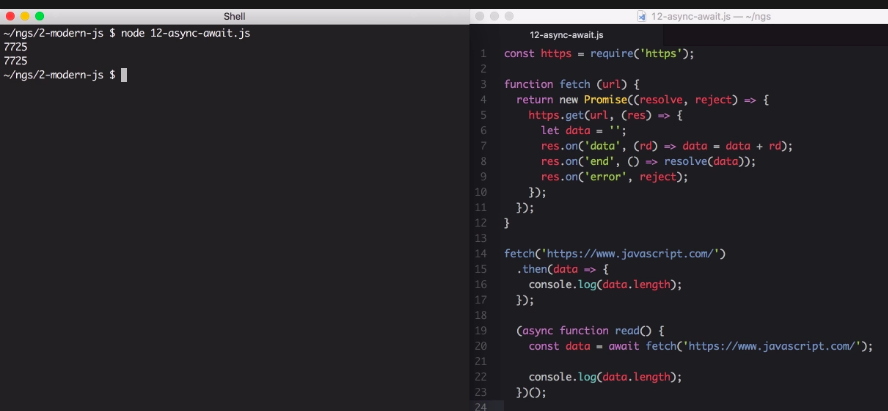 Shell
~/ngs/2-modern-js $ node 12-async-await.js
7725
7725
~/ngs/2-modern-js $
12-async-await.js — ~/ngs
12-async-await.js
1 const https = require('https');
2
3 function fetch (url) {
4   return new Promise((resolve, reject) => {
5     https.get(url, (res) => {
6       let data = '';
7       res.on('data', (rd) => data = data + rd);
8       res.on('end', () => resolve(data));
9       res.on('error', reject);
10     });
11   });
12 }
13
14 fetch('https://www.javascript.com/')
15   .then(data => {
16     console.log(data.length);
17   });
18
19   (async function read() {
20     const data = await fetch('https://www.javascript.com/');
21
22     console.log(data.length);
23   })();
24